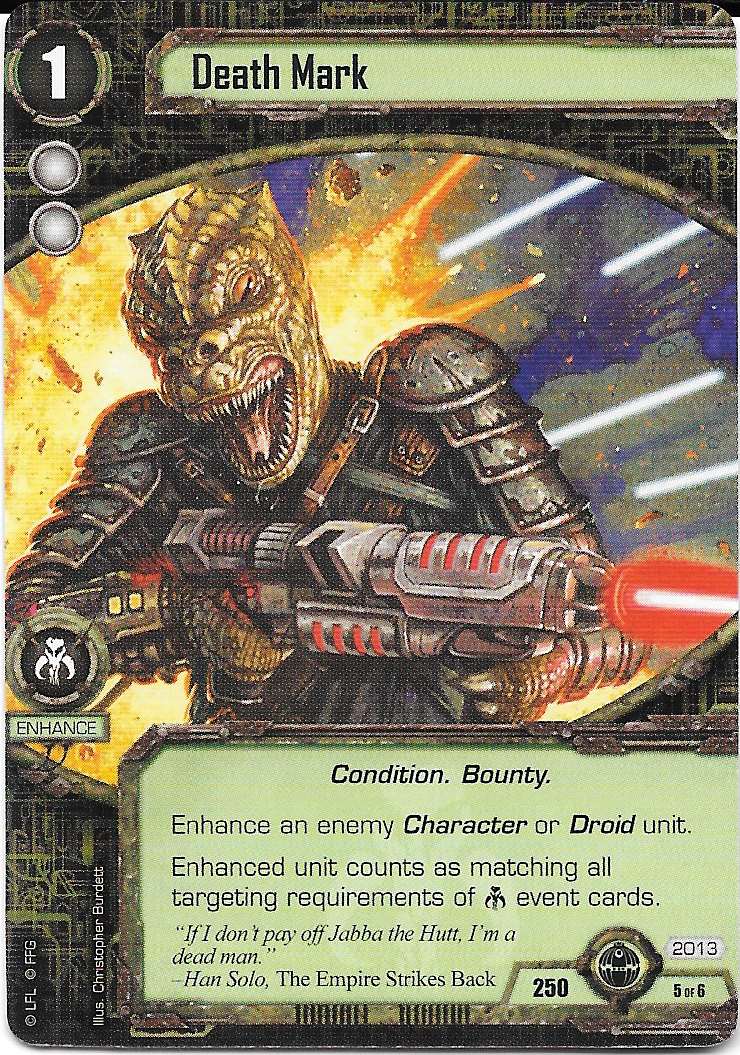 1
Death Mark
ENHANCE
Condition. Bounty.
Enhance an enemy Character or Droid unit.
Enhanced unit counts as matching all
targeting requirements of event cards.
“If I don’t pay off Jabba the Hutt, I’m a
dead man.”
–Han Solo, The Empire Strikes Back
250
2013
5 OF 6
© LFL © FFG
Illus. Christopher Burdett